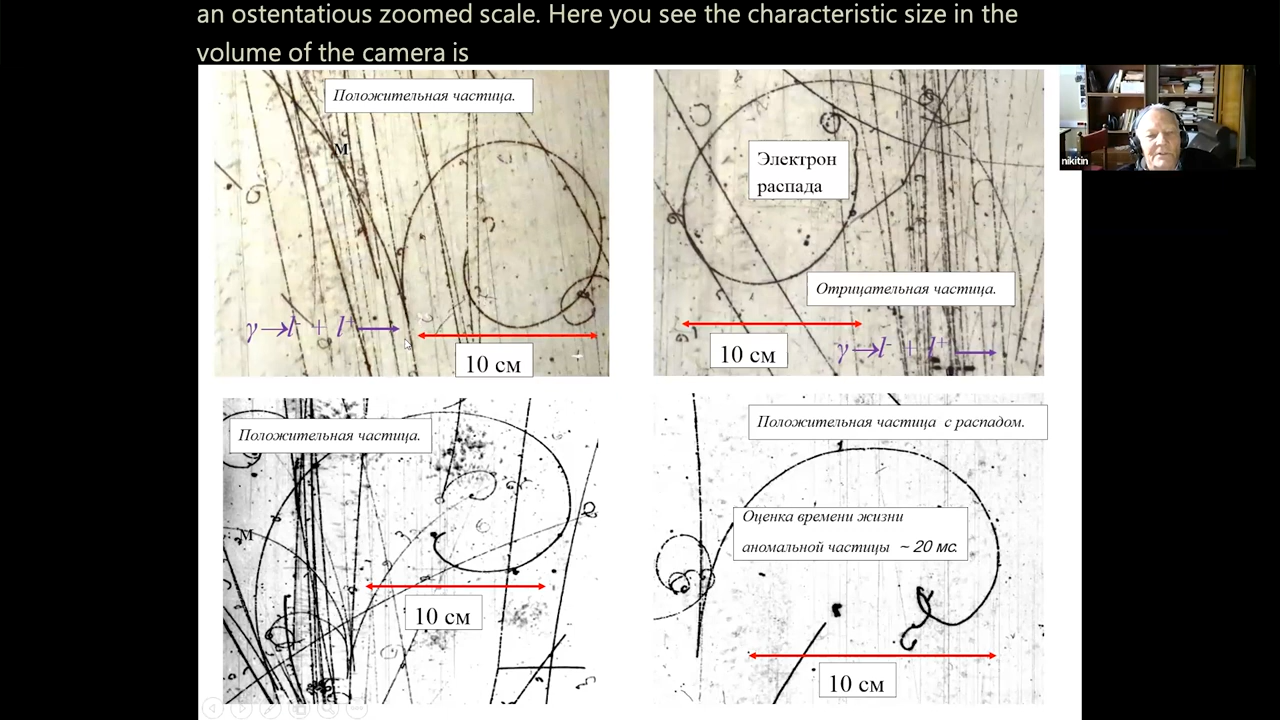 an ostentatious zoomed scale. Here you see the characteristic size in the
volume of the camera is
Положительная частица.
м
γ → l⁻ + l⁺
10 см
Электрон
распада
Отрицательная частица.
10 см
γ → l⁻ + l⁺
nikitin
Положительная частица.
м
10 см
Положительная частица с распадом.
Оценка времени жизни
аномальной частицы ~ 20 мс.
10 см